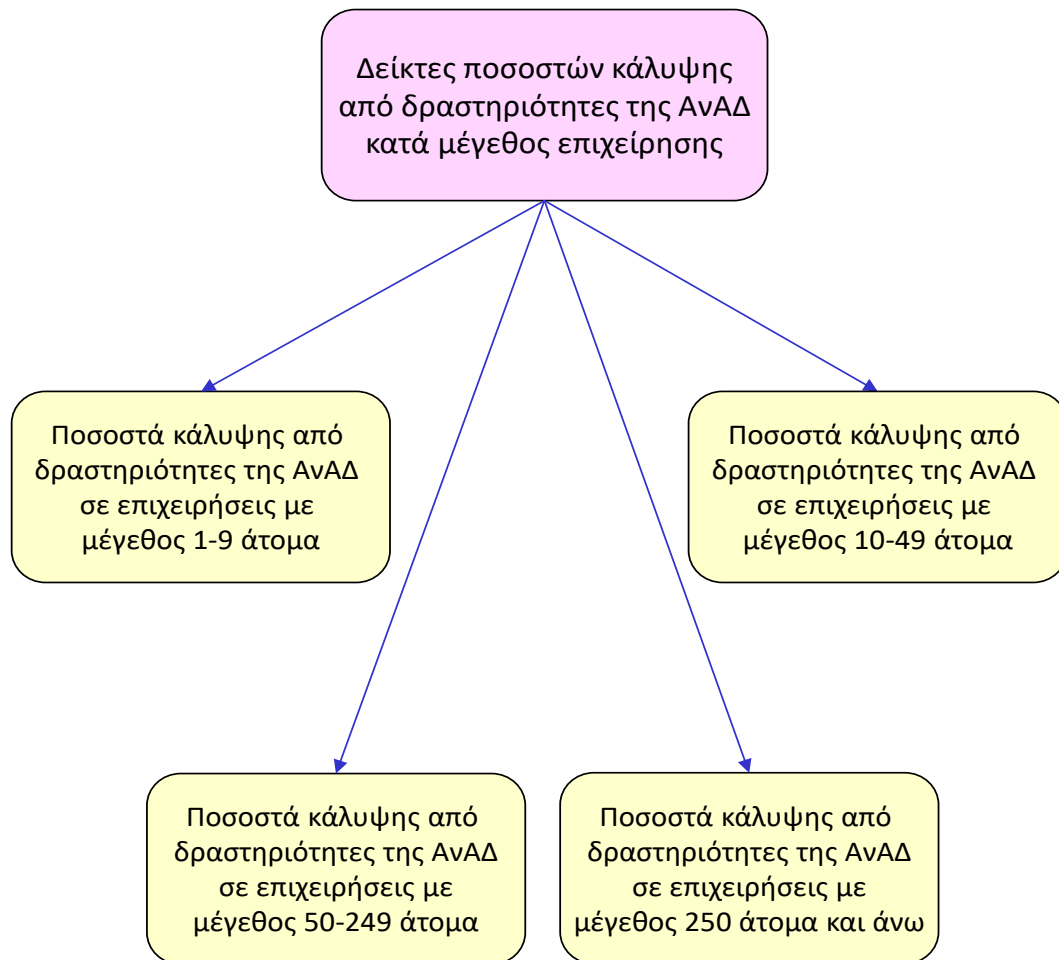 Δείκτες ποσοστών κάλυψης
από δραστηριότητες της ΑνΑΔ
κατά μέγεθος επιχείρησης
Ποσοστά κάλυψης από
δραστηριότητες της ΑνΑΔ
σε επιχειρήσεις με
μέγεθος 1-9 άτομα
Ποσοστά κάλυψης από
δραστηριότητες της ΑνΑΔ
σε επιχειρήσεις με
μέγεθος 10-49 άτομα
Ποσοστά κάλυψης από
δραστηριότητες της ΑνΑΔ
σε επιχειρήσεις με
μέγεθος 50-249 άτομα
Ποσοστά κάλυψης από
δραστηριότητες της ΑνΑΔ
σε επιχειρήσεις με
μέγεθος 250 άτομα και άνω